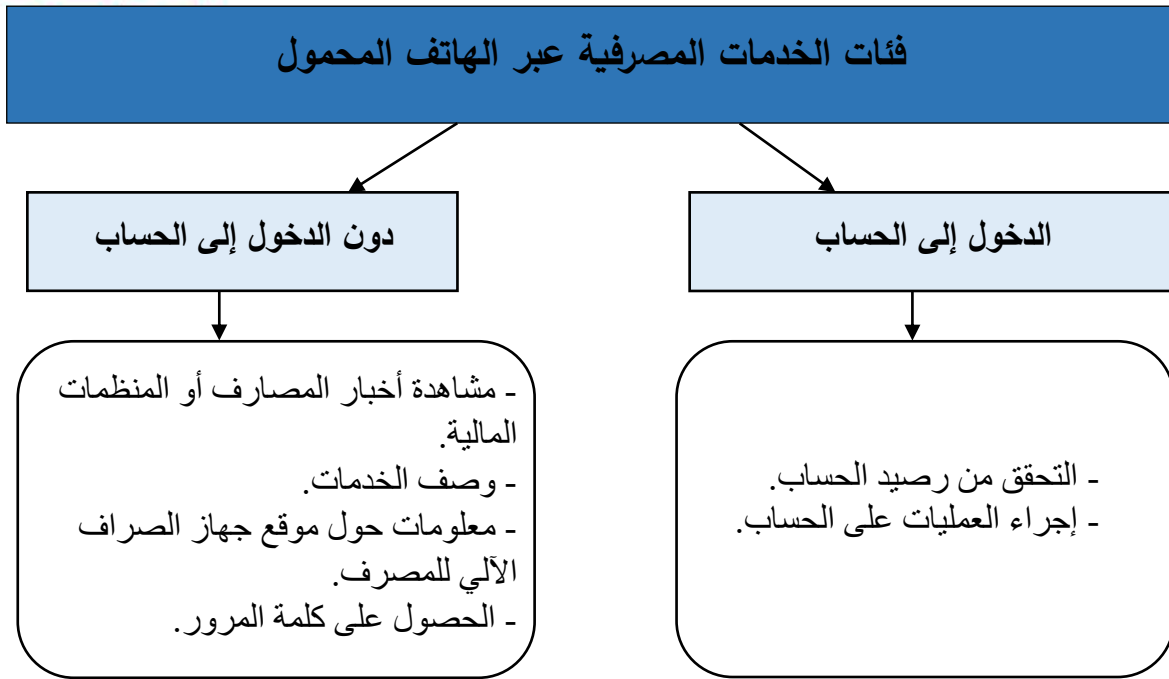 فئات الخدمات المصرفية عبر الهاتف المحمول
الدخول إلى الحساب
دون الدخول إلى الحساب
- التحقق من رصيد الحساب.
- إجراء العمليات على الحساب.
- مشاهدة أخبار المصارف أو المنظمات
المالية.
- وصف الخدمات.
- معلومات حول موقع جهاز الصراف
الآلي للمصرف.
- الحصول على كلمة المرور.